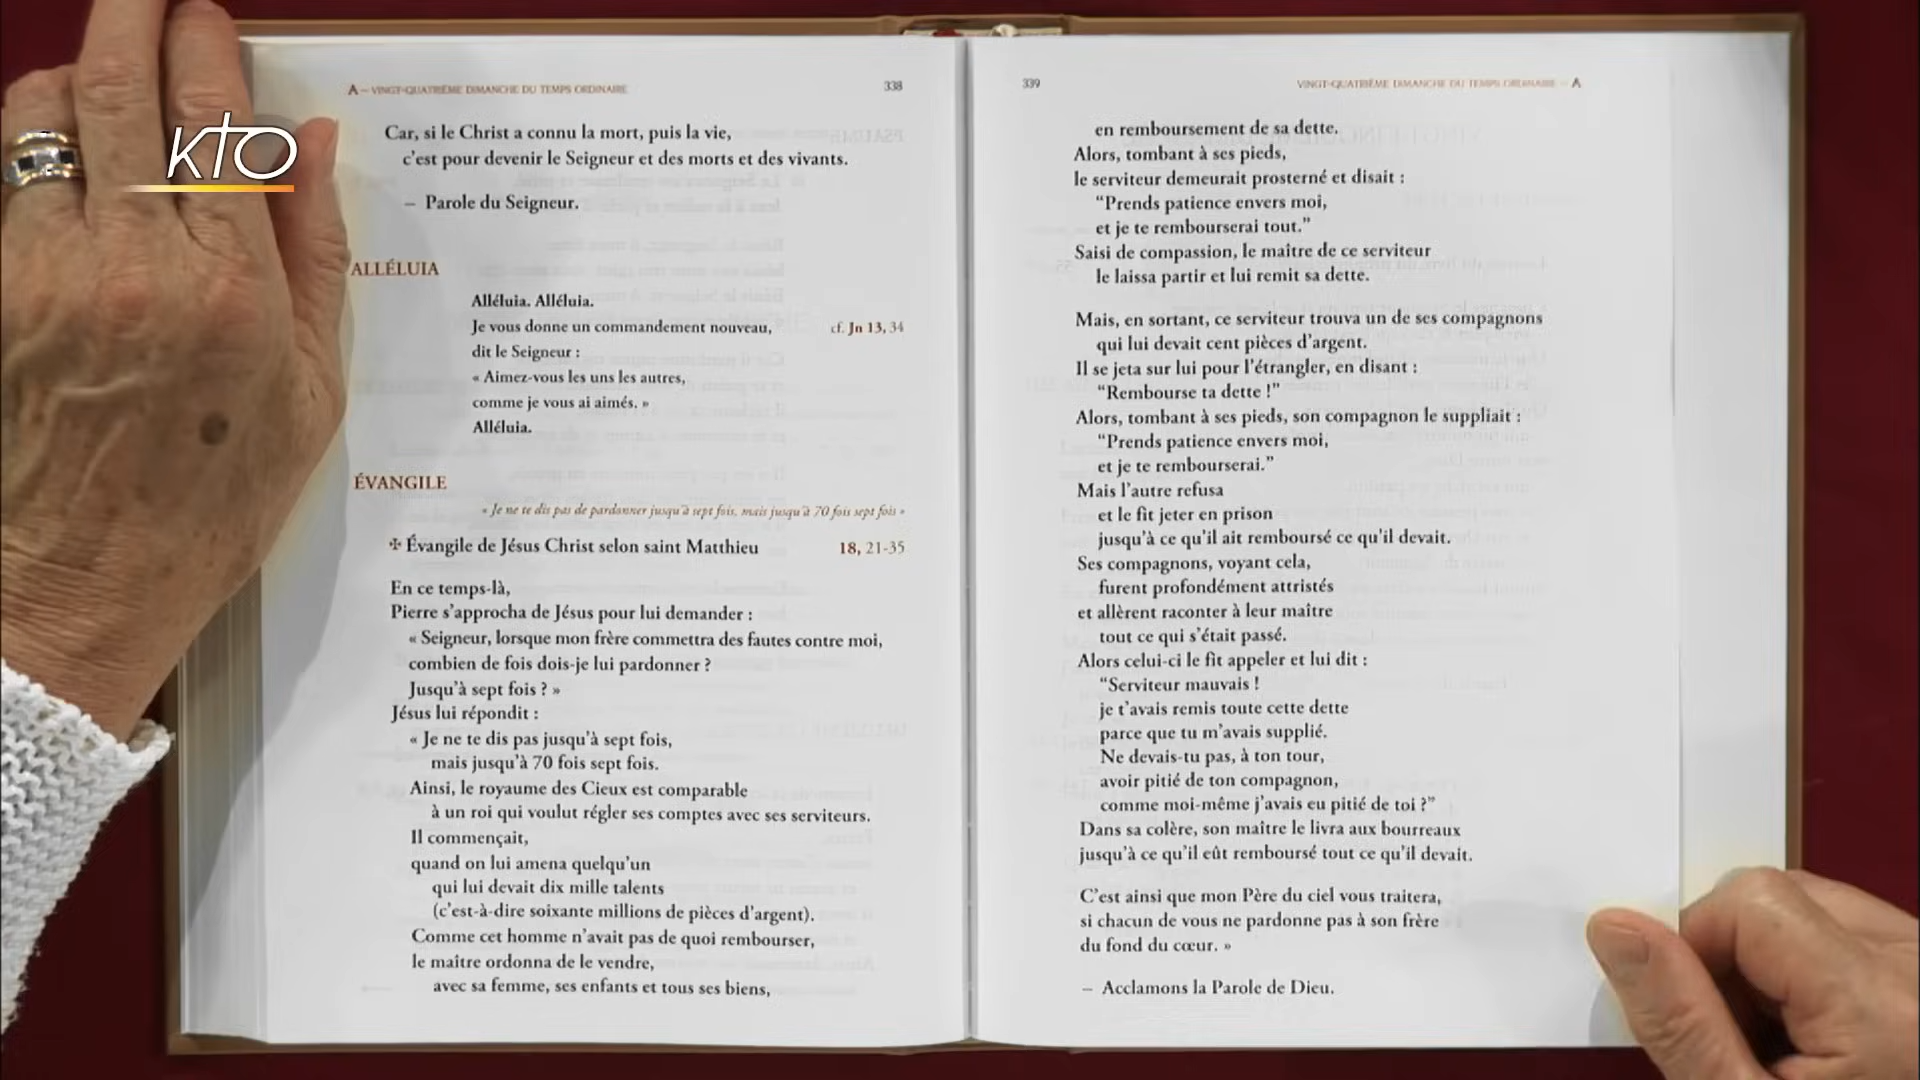 KTO
A – VINGT-QUATRIÈME DIMANCHE DU TEMPS ORDINAIRE 338
Car, si le Christ a connu la mort, puis la vie,
c'est pour devenir le Seigneur et des morts et des vivants.
– Parole du Seigneur.
ALLÉLUIA
Alléluia. Alléluia.
Je vous donne un commandement nouveau, cf. Jn 13, 34
dit le Seigneur :
« Aimez-vous les uns les autres,
comme je vous ai aimés. »
Alléluia.
ÉVANGILE
« Je ne te dis pas de pardonner jusqu'à sept fois, mais jusqu'à 70 fois sept fois »
✠ Évangile de Jésus Christ selon saint Matthieu 18, 21-35
En ce temps-là,
Pierre s'approcha de Jésus pour lui demander :
« Seigneur, lorsque mon frère commettra des fautes contre moi,
combien de fois dois-je lui pardonner ?
Jusqu'à sept fois ? »
Jésus lui répondit :
« Je ne te dis pas jusqu'à sept fois,
mais jusqu'à 70 fois sept fois.
Ainsi, le royaume des Cieux est comparable
à un roi qui voulut régler ses comptes avec ses serviteurs.
Il commençait,
quand on lui amena quelqu'un
qui lui devait dix mille talents
(c'est-à-dire soixante millions de pièces d'argent).
Comme cet homme n'avait pas de quoi rembourser,
le maître ordonna de le vendre,
avec sa femme, ses enfants et tous ses biens,
339 VINGT-QUATRIÈME DIMANCHE DU TEMPS ORDINAIRE – A
en remboursement de sa dette.
Alors, tombant à ses pieds,
le serviteur demeurait prosterné et disait :
“Prends patience envers moi,
et je te rembourserai tout.”
Saisi de compassion, le maître de ce serviteur
le laissa partir et lui remit sa dette.
Mais, en sortant, ce serviteur trouva un de ses compagnons
qui lui devait cent pièces d'argent.
Il se jeta sur lui pour l'étrangler, en disant :
“Rembourse ta dette !”
Alors, tombant à ses pieds, son compagnon le suppliait :
“Prends patience envers moi,
et je te rembourserai.”
Mais l'autre refusa
et le fit jeter en prison
jusqu'à ce qu'il ait remboursé ce qu'il devait.
Ses compagnons, voyant cela,
furent profondément attristés
et allèrent raconter à leur maître
tout ce qui s'était passé.
Alors celui-ci le fit appeler et lui dit :
“Serviteur mauvais !
je t'avais remis toute cette dette
parce que tu m'avais supplié.
Ne devais-tu pas, à ton tour,
avoir pitié de ton compagnon,
comme moi-même j'avais eu pitié de toi ?”
Dans sa colère, son maître le livra aux bourreaux
jusqu'à ce qu'il eût remboursé tout ce qu'il devait.
C'est ainsi que mon Père du ciel vous traitera,
si chacun de vous ne pardonne pas à son frère
du fond du cœur. »
– Acclamons la Parole de Dieu.